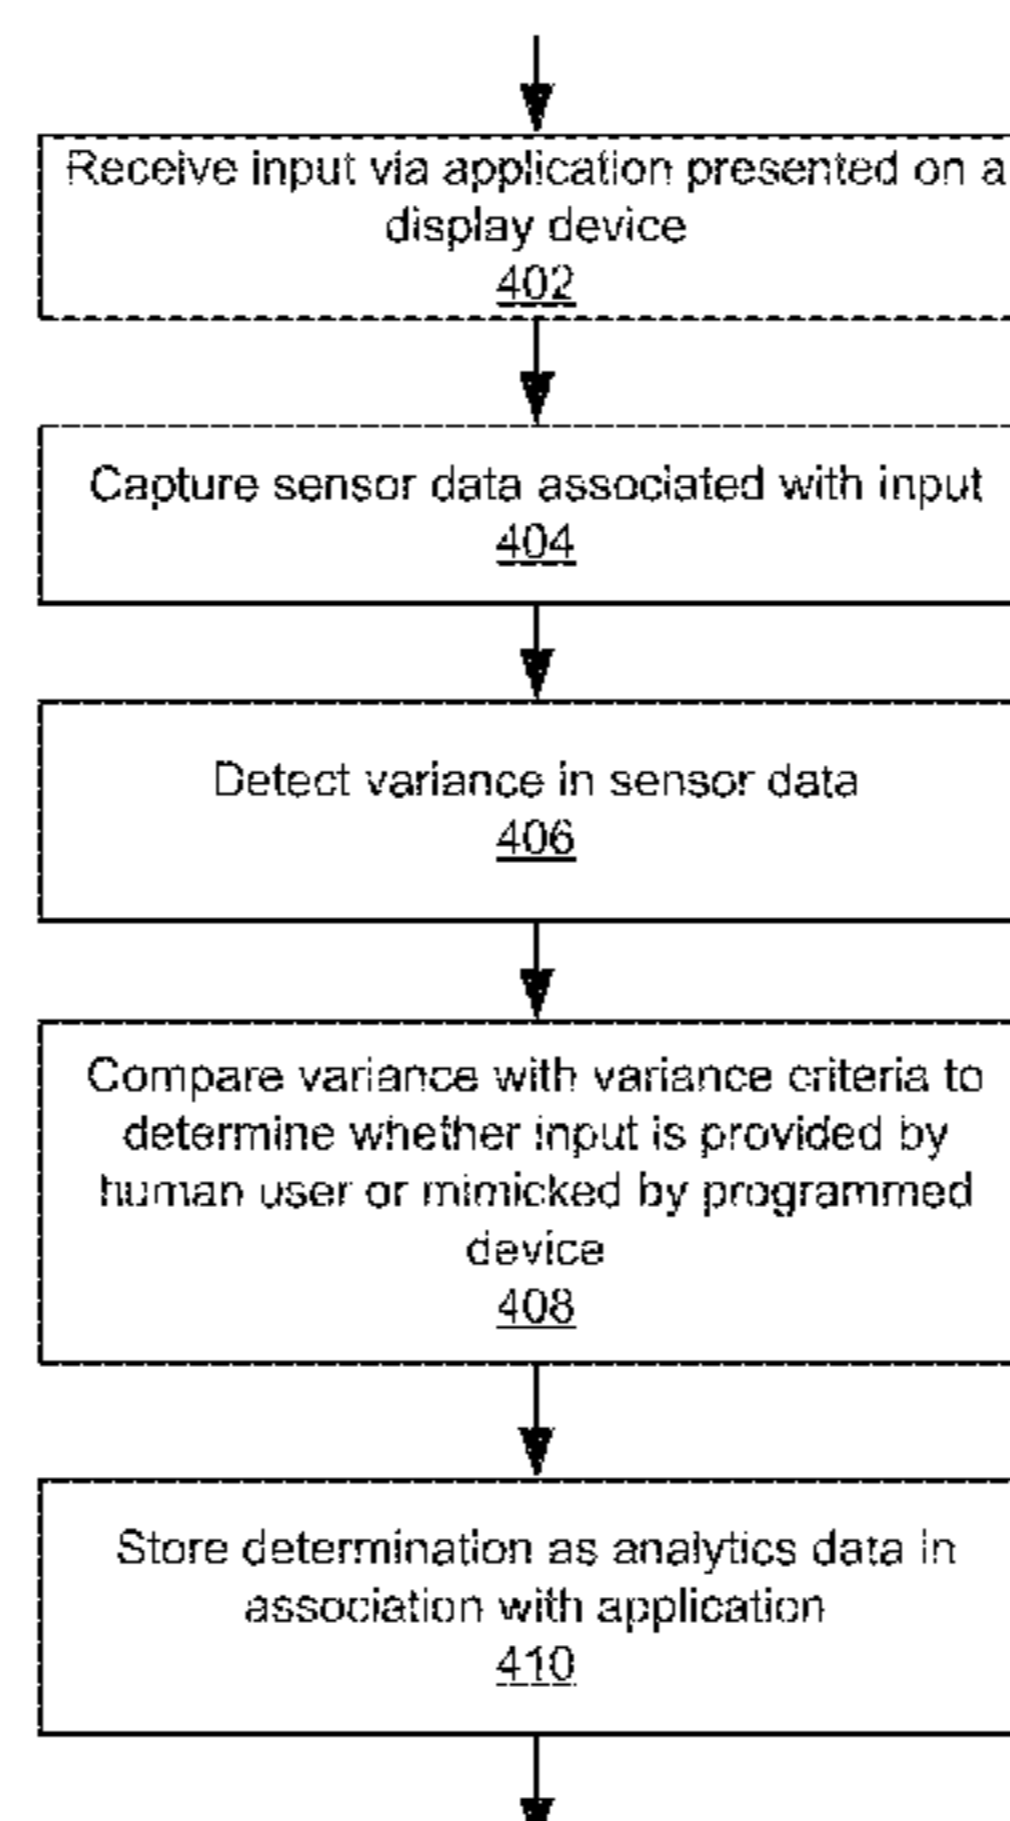 Receive input via application presented on a
display device
402
Capture sensor data associated with input
404
Detect variance in sensor data
406
Compare variance with variance criteria to
determine whether input is provided by
human user or mimicked by programmed
device
408
Store determination as analytics data in
association with application
410